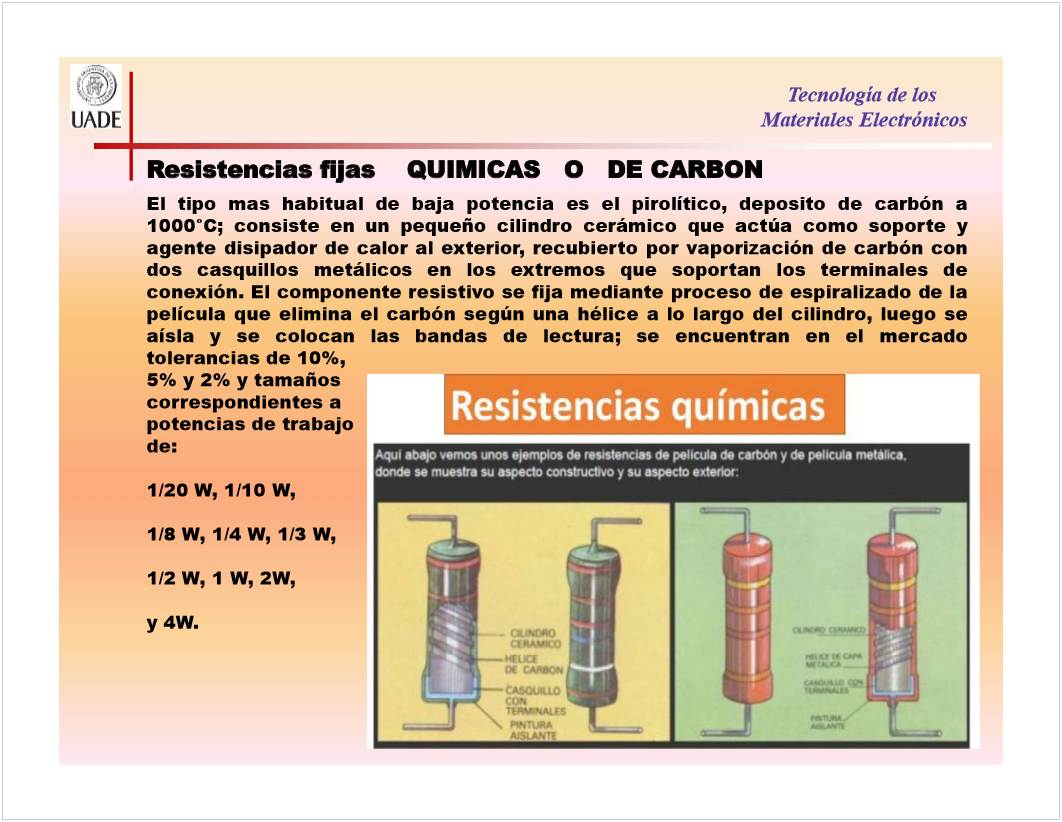 UADE
Tecnología de los
Materiales Electrónicos
Resistencias fijas QUIMICAS O DE CARBON
El tipo mas habitual de baja potencia es el pirolítico, deposito de carbón a
1000°C; consiste en un pequeño cilindro cerámico que actúa como soporte y
agente disipador de calor al exterior, recubierto por vaporización de carbón con
dos casquillos metálicos en los extremos que soportan los terminales de
conexión. El componente resistivo se fija mediante proceso de espiralizado de la
película que elimina el carbón según una hélice a lo largo del cilindro, luego se
aísla y se colocan las bandas de lectura; se encuentran en el mercado
tolerancias de 10%,
5% y 2% y tamaños
correspondientes a
potencias de trabajo
de:
1/20 W, 1/10 W,
1/8 W, 1/4 W, 1/3 W,
1/2 W, 1 W, 2W,
y 4W.
Resistencias químicas
Aquí abajo vemos unos ejemplos de resistencias de película de carbón y de película metálica,
donde se muestra su aspecto constructivo y su aspecto exterior:
CILINDRO
CERAMICO
HELICE
DE CARBON
CASQUILLO
CON
TERMINALES
PINTURA
AISLANTE
CILINDRO CERAMICO
HELICE DE CAPA
METALICA
CASQUILLO CON
TERMINALES
PINTURA
AISLANTE